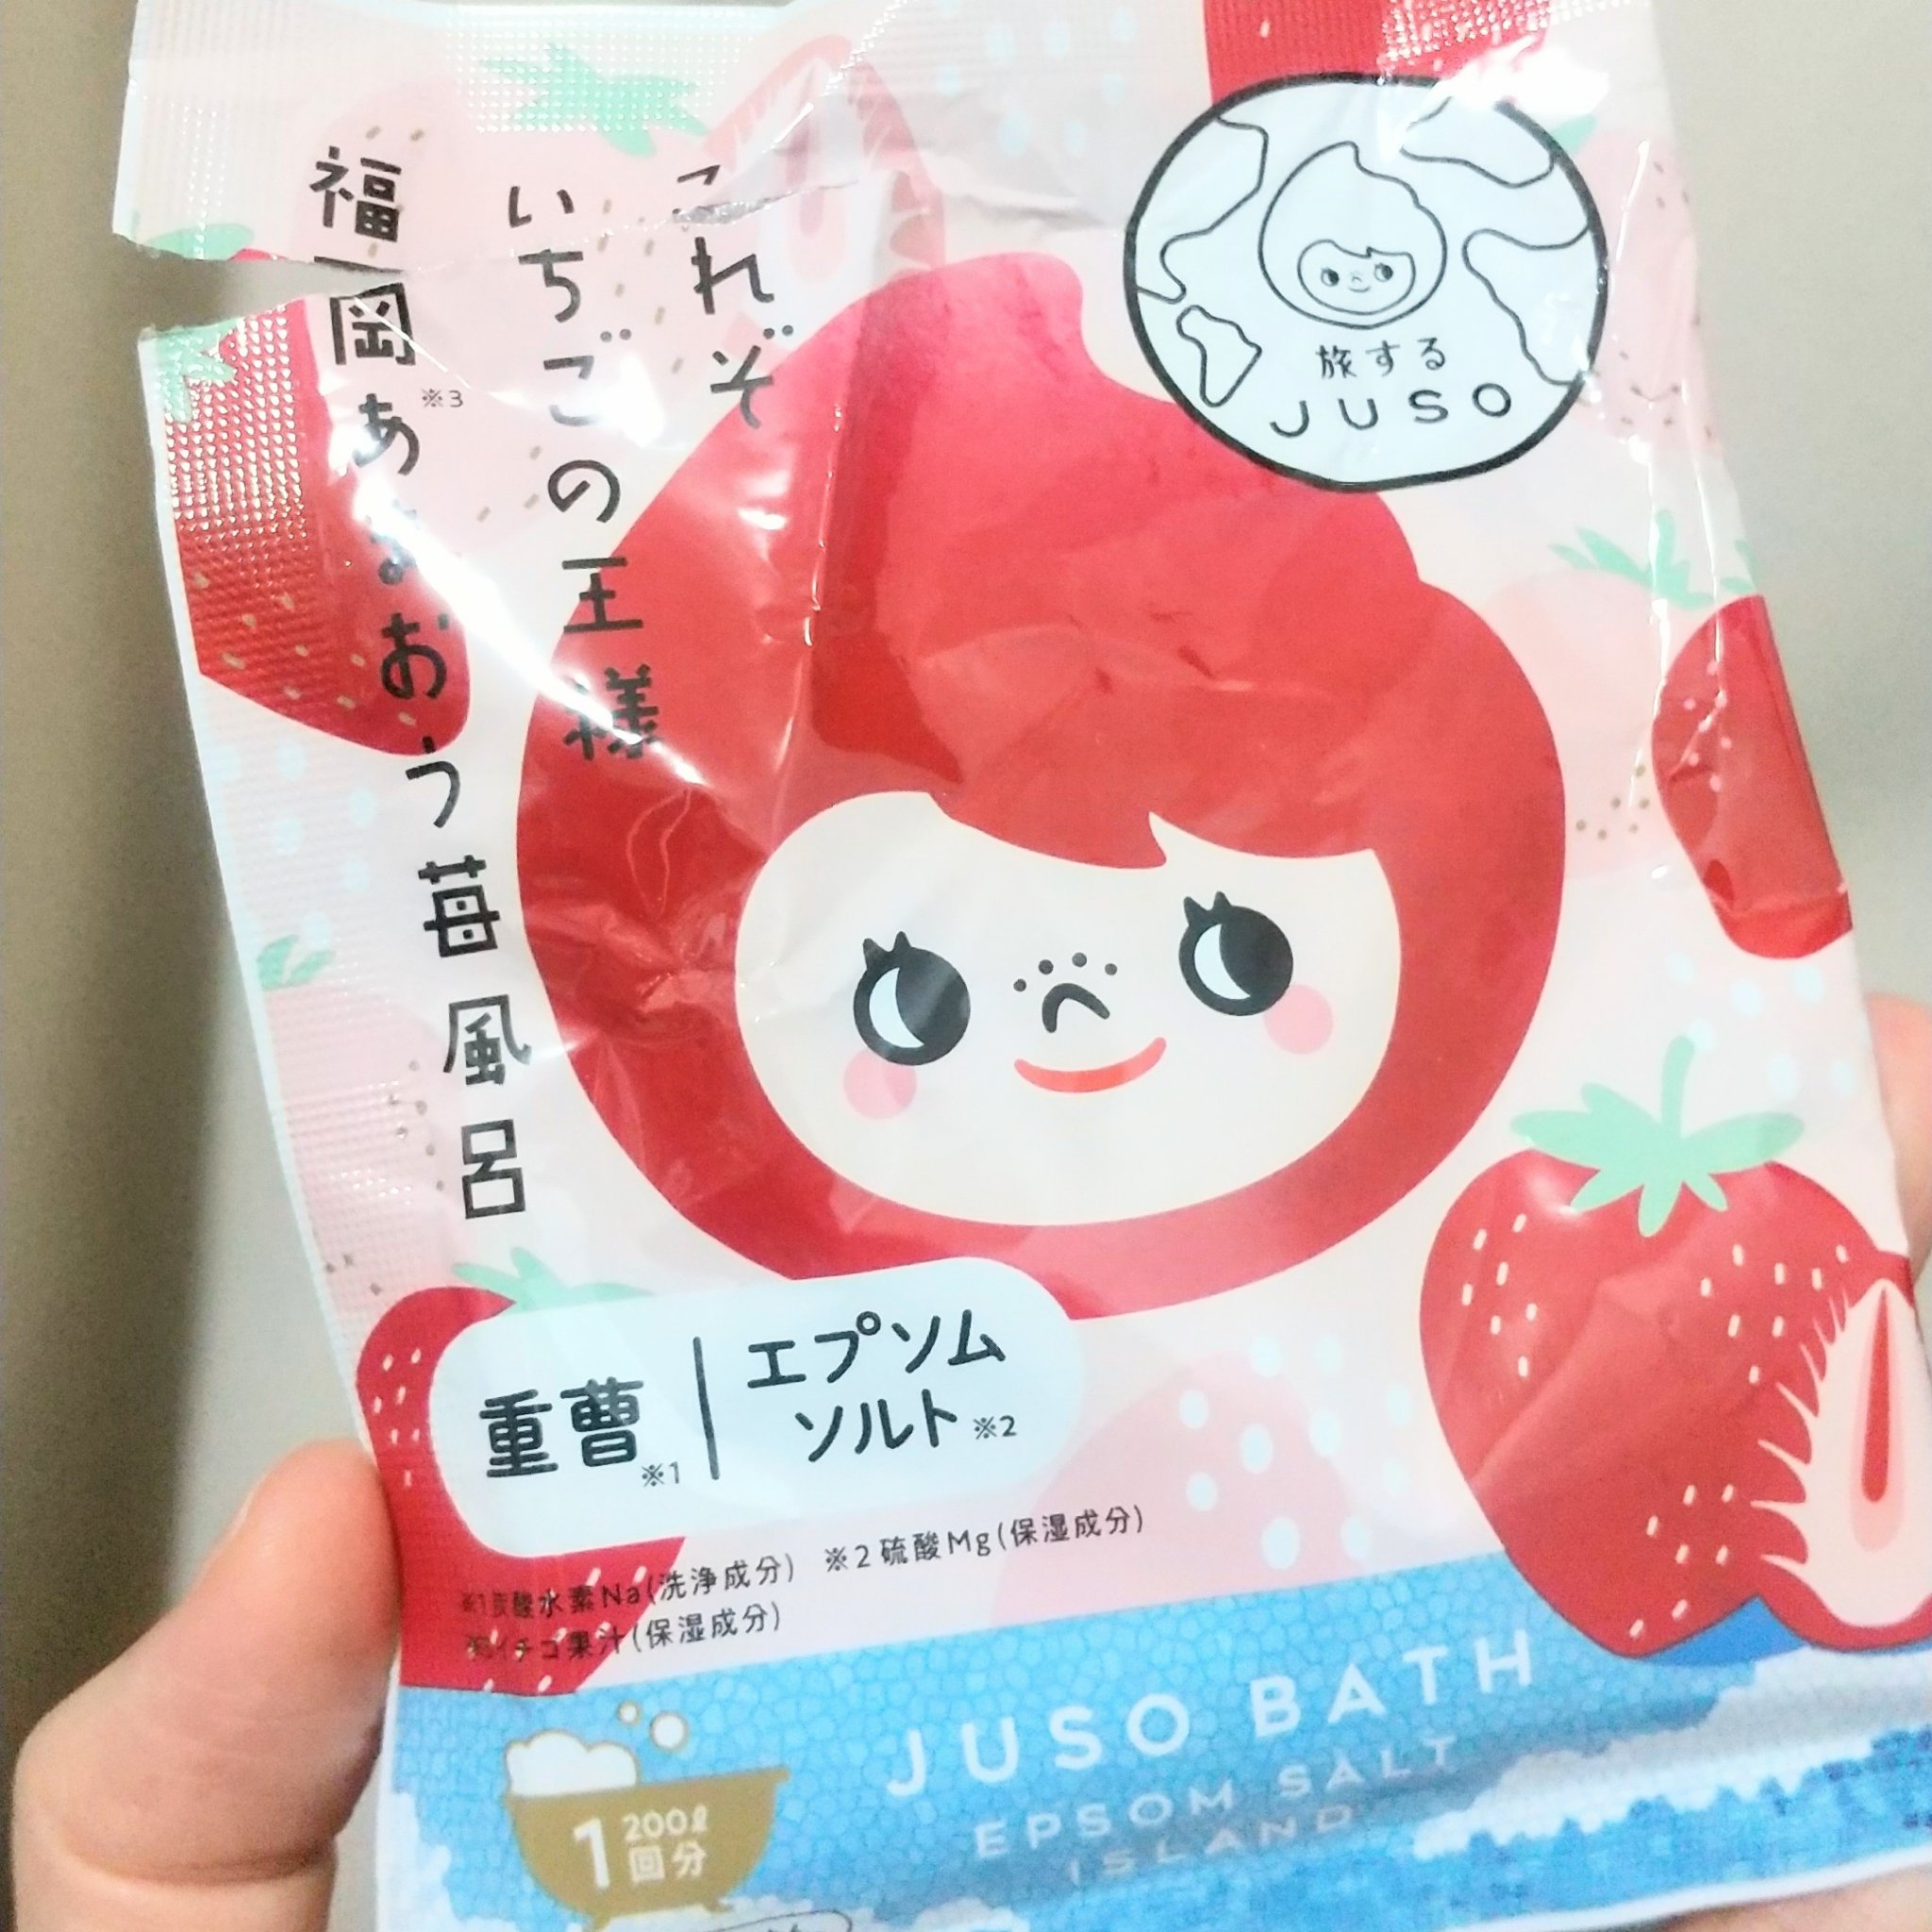 これぞ
いちごの王様
福岡あまおう苺風呂
※3
旅する
JUSO
重曹
※1
エプソム
ソルト※2
※1炭酸水素Na(洗浄成分) ※2硫酸Mg(保湿成分)
※3イチゴ果汁(保湿成分)
JUSO BATH
EPSOM SALT
ISLAND
1回分
200ℓ